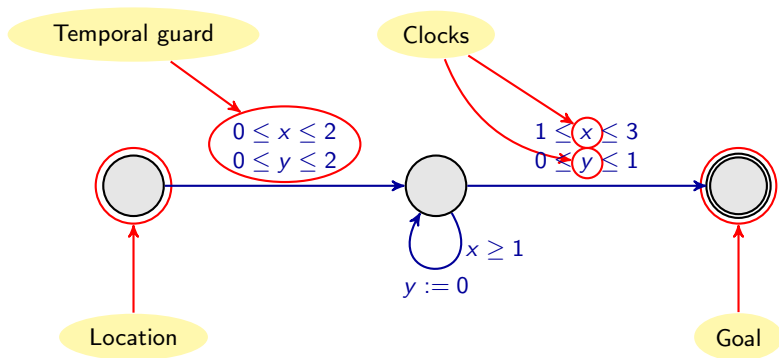 Temporal guard
Clocks
0 ≤ x ≤ 2
0 ≤ y ≤ 2
1 ≤ x ≤ 3
0 ≤ y ≤ 1
x ≥ 1
y := 0
Location
Goal